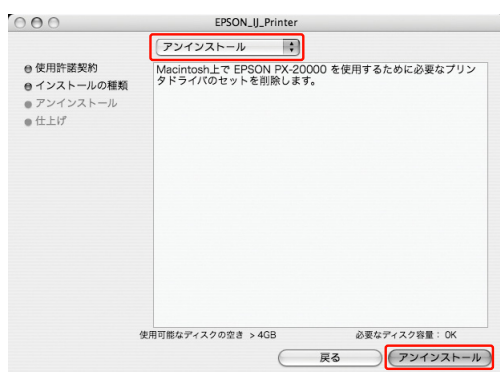 EPSON_IJ_Printer
アンインストール
使用許諾契約
インストールの種類
アンインストール
仕上げ
Macintosh上で EPSON PX-20000 を使用するために必要なプリン
タドライバのセットを削除します。
使用可能なディスクの空き > 4GB
必要なディスク容量： 0K
戻る
アンインストール